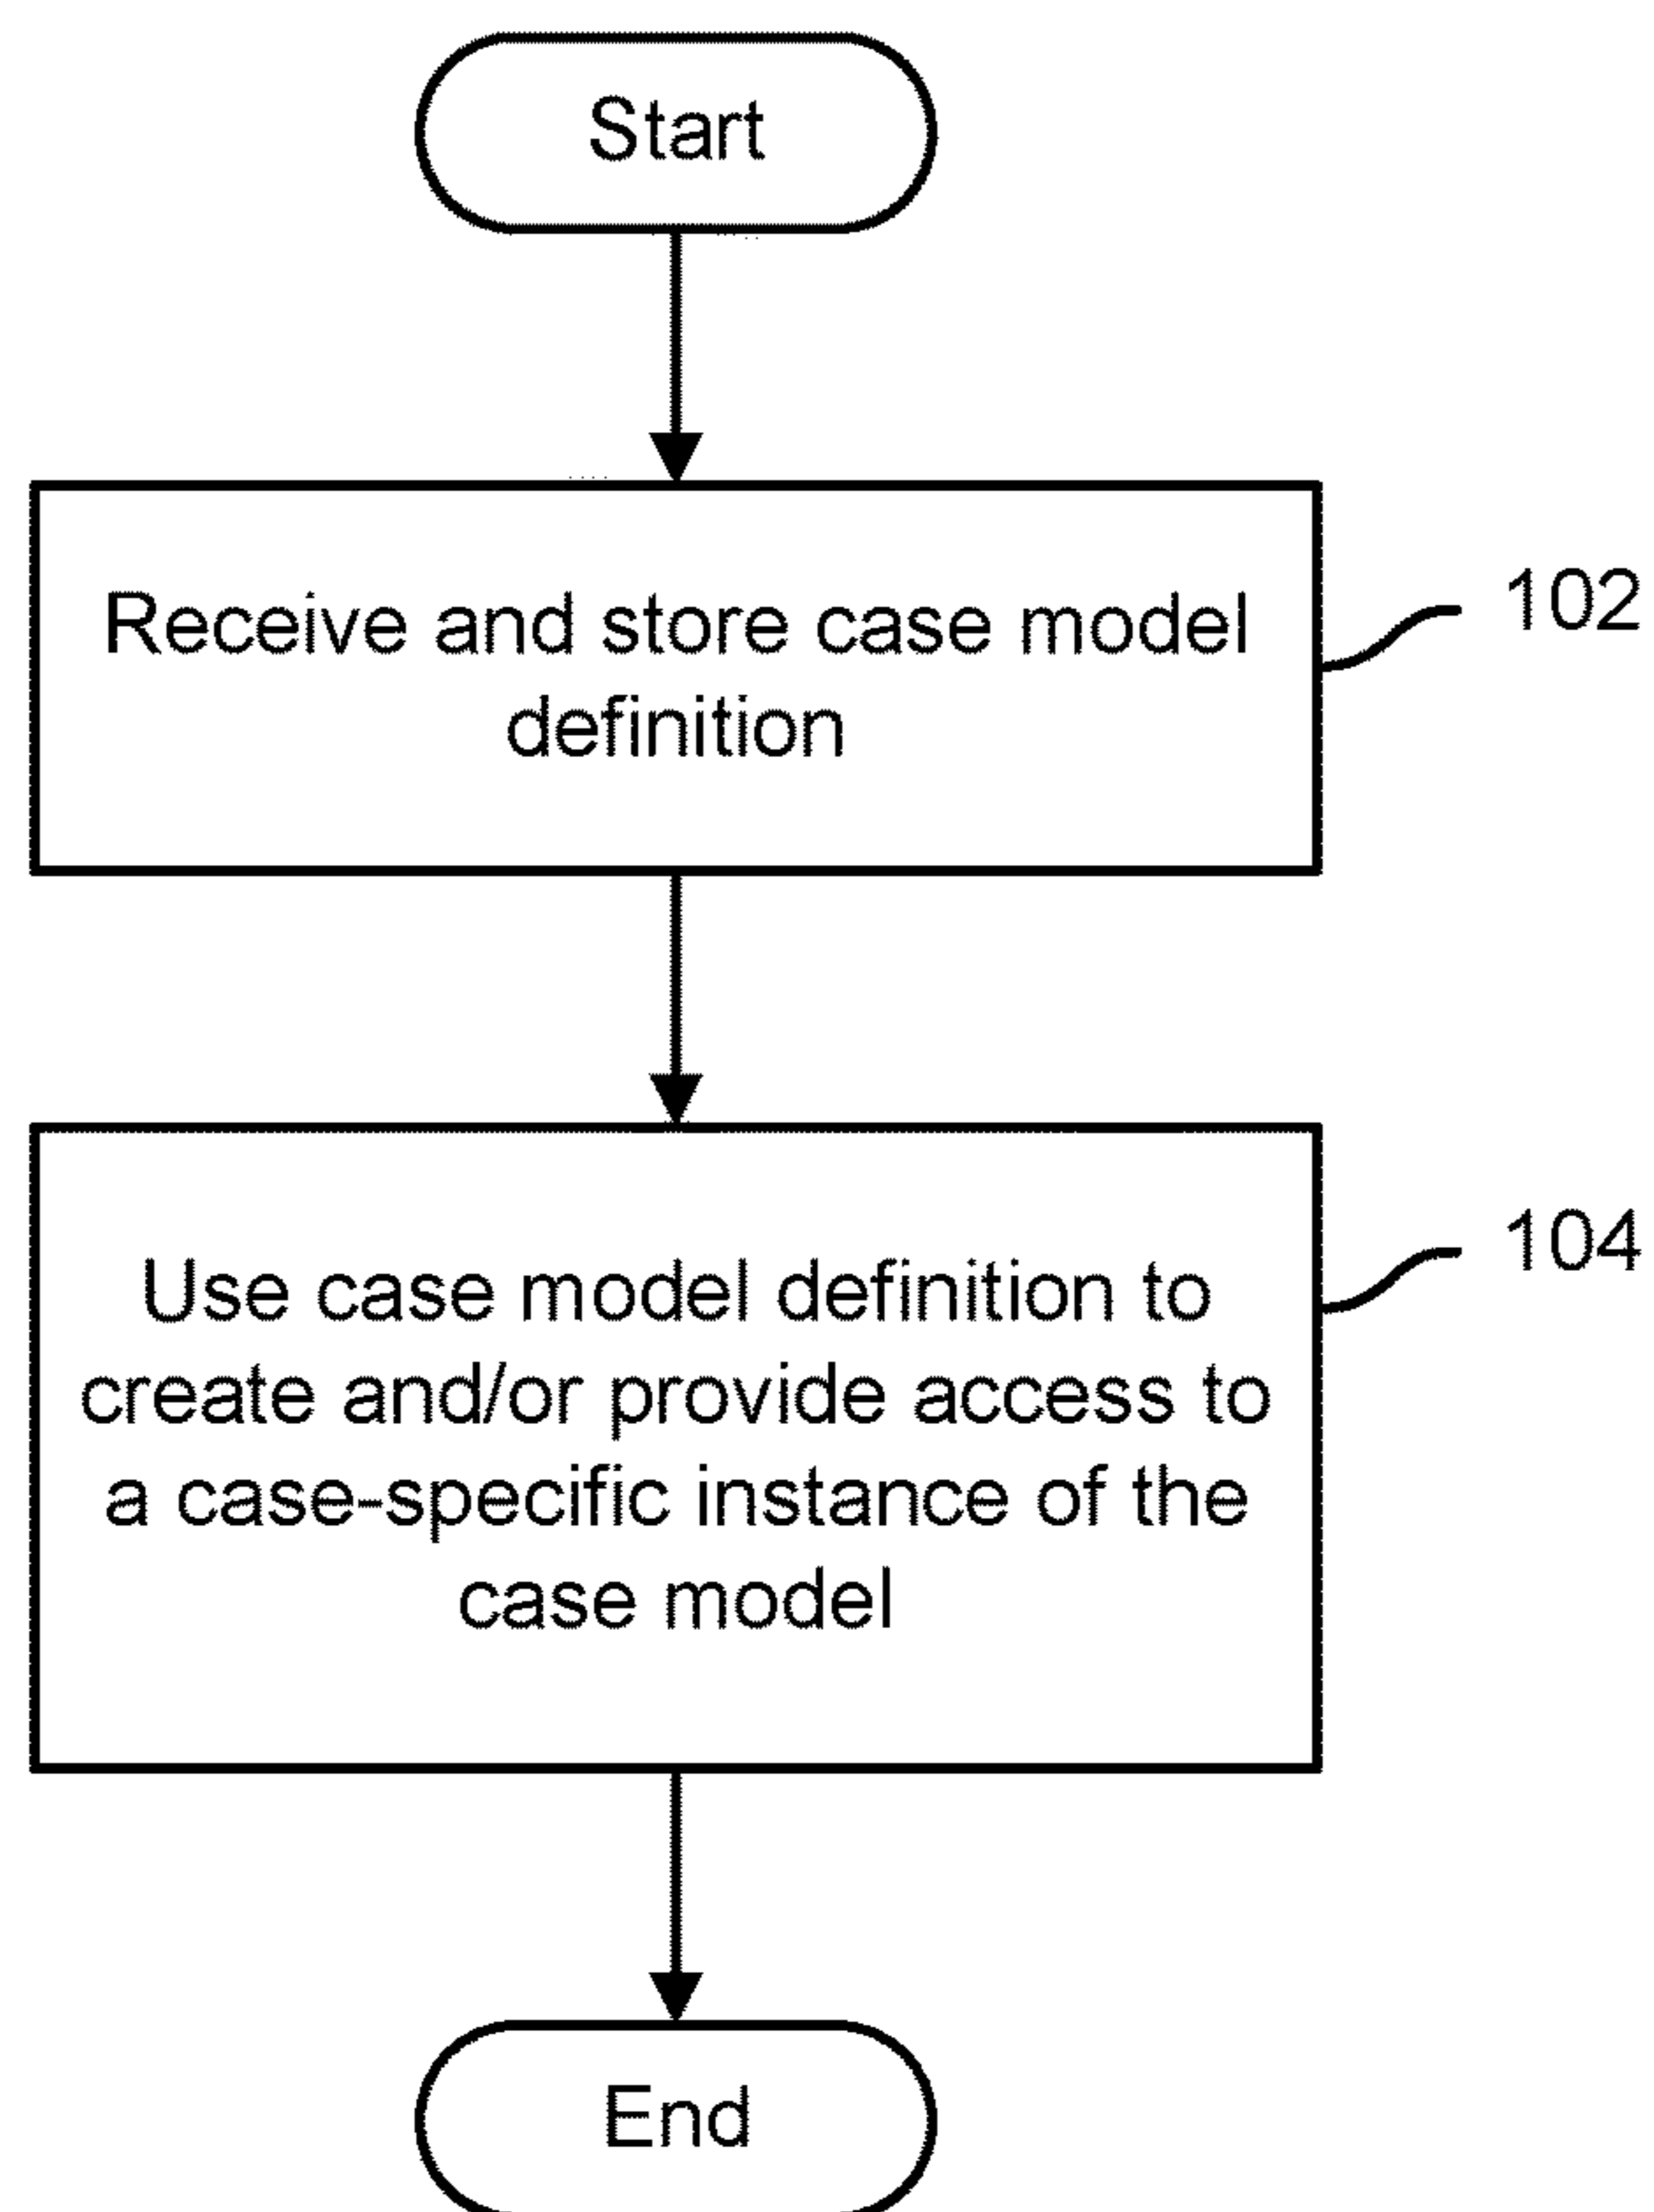 Start
Receive and store case model
definition
102
Use case model definition to
create and/or provide access to
a case-specific instance of the
case model
104
End